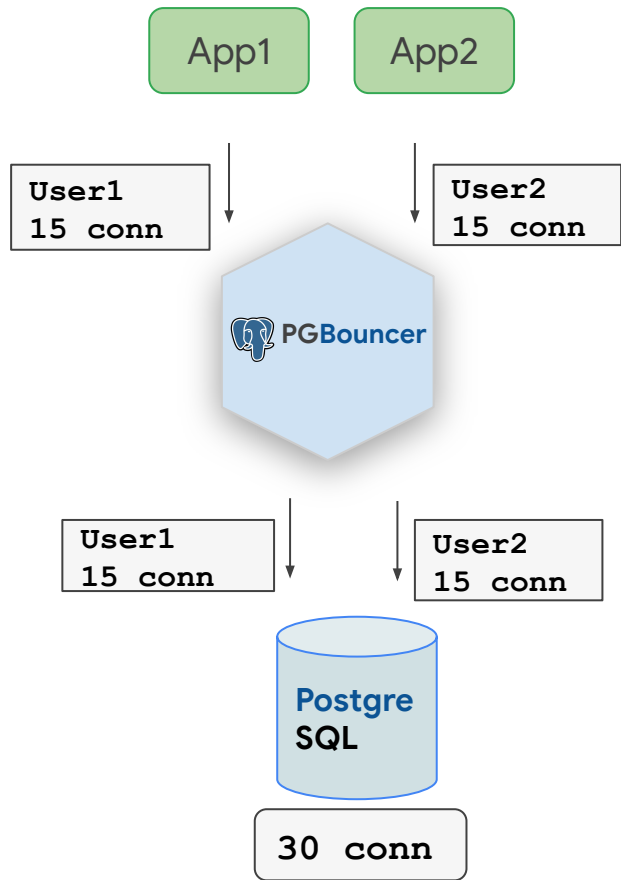 App1
App2
User1
15 conn
User2
15 conn
PGBouncer
User1
15 conn
User2
15 conn
Postgre
SQL
30 conn